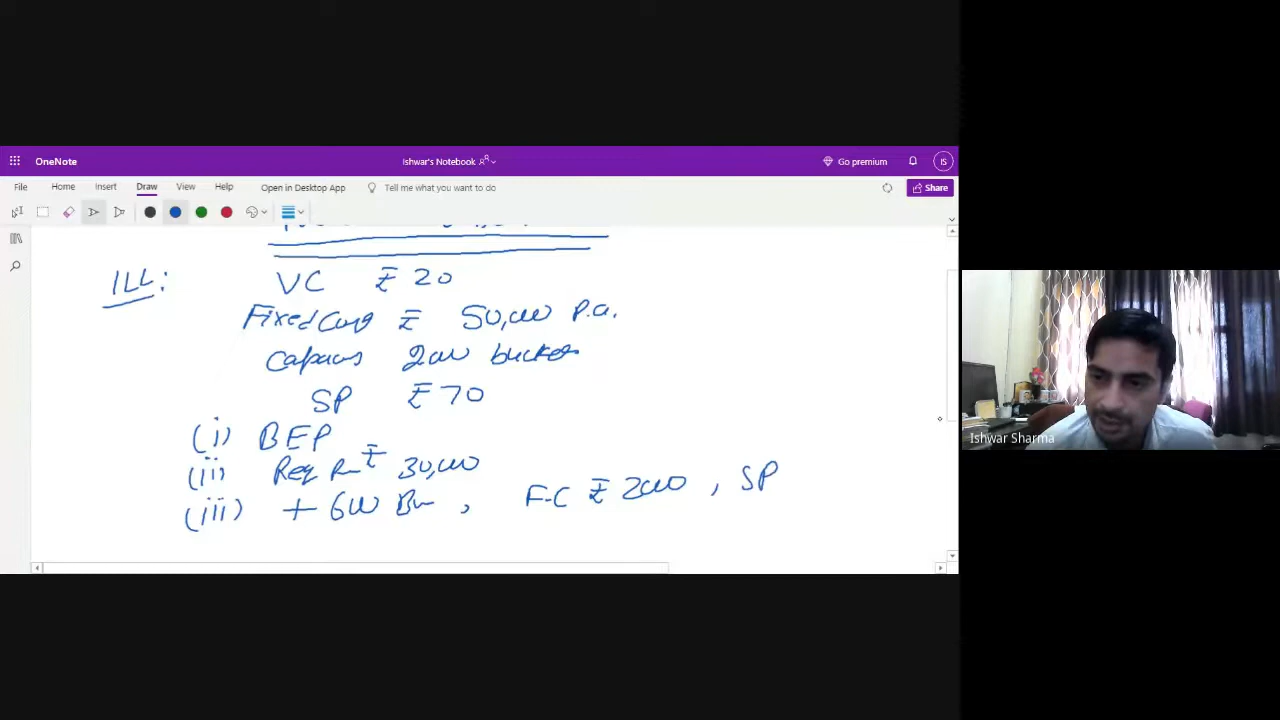 OneNote
Ishwar's Notebook
Go premium
IS
File Home Insert Draw View Help Open in Desktop App Tell me what you want to do
Share
ILL:
VC ₹ 20
Fixed Cost ₹ 50,000 p.a.
Capacity 2000 buckets
SP ₹ 70
(i) BEP
(ii) Req ₹ 30,000
(iii) + 600 , F.C ₹ 2000 , SP
Ishwar Sharma